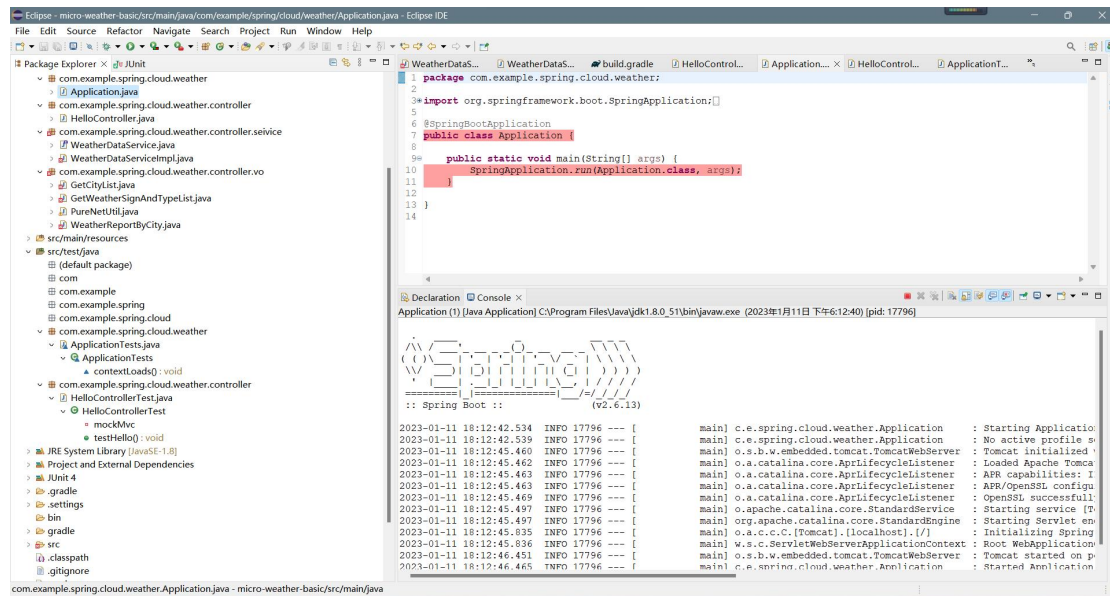 Eclipse - micro-weather-basic/src/main/java/com/example/spring/cloud/weather/Application.java - Eclipse IDE
File Edit Source Refactor Navigate Search Project Run Window Help
Package Explorer × JUnit
com.example.spring.cloud.weather
Application.java
com.example.spring.cloud.weather.controller
HelloController.java
com.example.spring.cloud.weather.controller.seivice
WeatherDataService.java
WeatherDataServiceImpl.java
com.example.spring.cloud.weather.controller.vo
GetCityList.java
GetWeatherSignAndTypeList.java
PureNetUtil.java
WeatherReportByCity.java
src/main/resources
src/test/java
(default package)
com
com.example
com.example.spring
com.example.spring.cloud
com.example.spring.cloud.weather
ApplicationTests.java
ApplicationTests
contextLoads() : void
com.example.spring.cloud.weather.controller
HelloControllerTest.java
HelloControllerTest
mockMvc
testHello() : void
JRE System Library [JavaSE-1.8]
Project and External Dependencies
JUnit 4
.gradle
.settings
bin
gradle
src
.classpath
.gitignore
WeatherDataS... WeatherDataS... build.gradle HelloControl... Application.... × HelloControl... ApplicationT...
1 package com.example.spring.cloud.weather;
2
3 import org.springframework.boot.SpringApplication;
5
6 @SpringBootApplication
7 public class Application {
8
9 public static void main(String[] args) {
10 SpringApplication.run(Application.class, args);
11 }
12
13 }
14
Declaration Console ×
Application (1) [Java Application] C:\Program Files\Java\jdk1.8.0_51\bin\javaw.exe (2023年1月11日 下午6:12:40) [pid: 17796]
:: Spring Boot :: (v2.6.13)
2023-01-11 18:12:42.534 INFO 17796 --- [ main] c.e.spring.cloud.weather.Application : Starting Applicatio
2023-01-11 18:12:42.539 INFO 17796 --- [ main] c.e.spring.cloud.weather.Application : No active profile s
2023-01-11 18:12:45.460 INFO 17796 --- [ main] o.s.b.w.embedded.tomcat.TomcatWebServer : Tomcat initialized
2023-01-11 18:12:45.462 INFO 17796 --- [ main] o.a.catalina.core.AprLifecycleListener : Loaded Apache Tomca
2023-01-11 18:12:45.463 INFO 17796 --- [ main] o.a.catalina.core.AprLifecycleListener : APR capabilities: I
2023-01-11 18:12:45.463 INFO 17796 --- [ main] o.a.catalina.core.AprLifecycleListener : APR/OpenSSL configu
2023-01-11 18:12:45.469 INFO 17796 --- [ main] o.a.catalina.core.AprLifecycleListener : OpenSSL successfull
2023-01-11 18:12:45.497 INFO 17796 --- [ main] o.apache.catalina.core.StandardService : Starting service [T
2023-01-11 18:12:45.497 INFO 17796 --- [ main] org.apache.catalina.core.StandardEngine : Starting Servlet en
2023-01-11 18:12:45.835 INFO 17796 --- [ main] o.a.c.c.C.[Tomcat].[localhost].[/] : Initializing Spring
2023-01-11 18:12:45.836 INFO 17796 --- [ main] w.s.c.ServletWebServerApplicationContext : Root WebApplication
2023-01-11 18:12:46.451 INFO 17796 --- [ main] o.s.b.w.embedded.tomcat.TomcatWebServer : Tomcat started on p
2023-01-11 18:12:46.465 INFO 17796 --- [ main] c.e.spring.cloud.weather.Application : Started Application
com.example.spring.cloud.weather.Application.java - micro-weather-basic/src/main/java